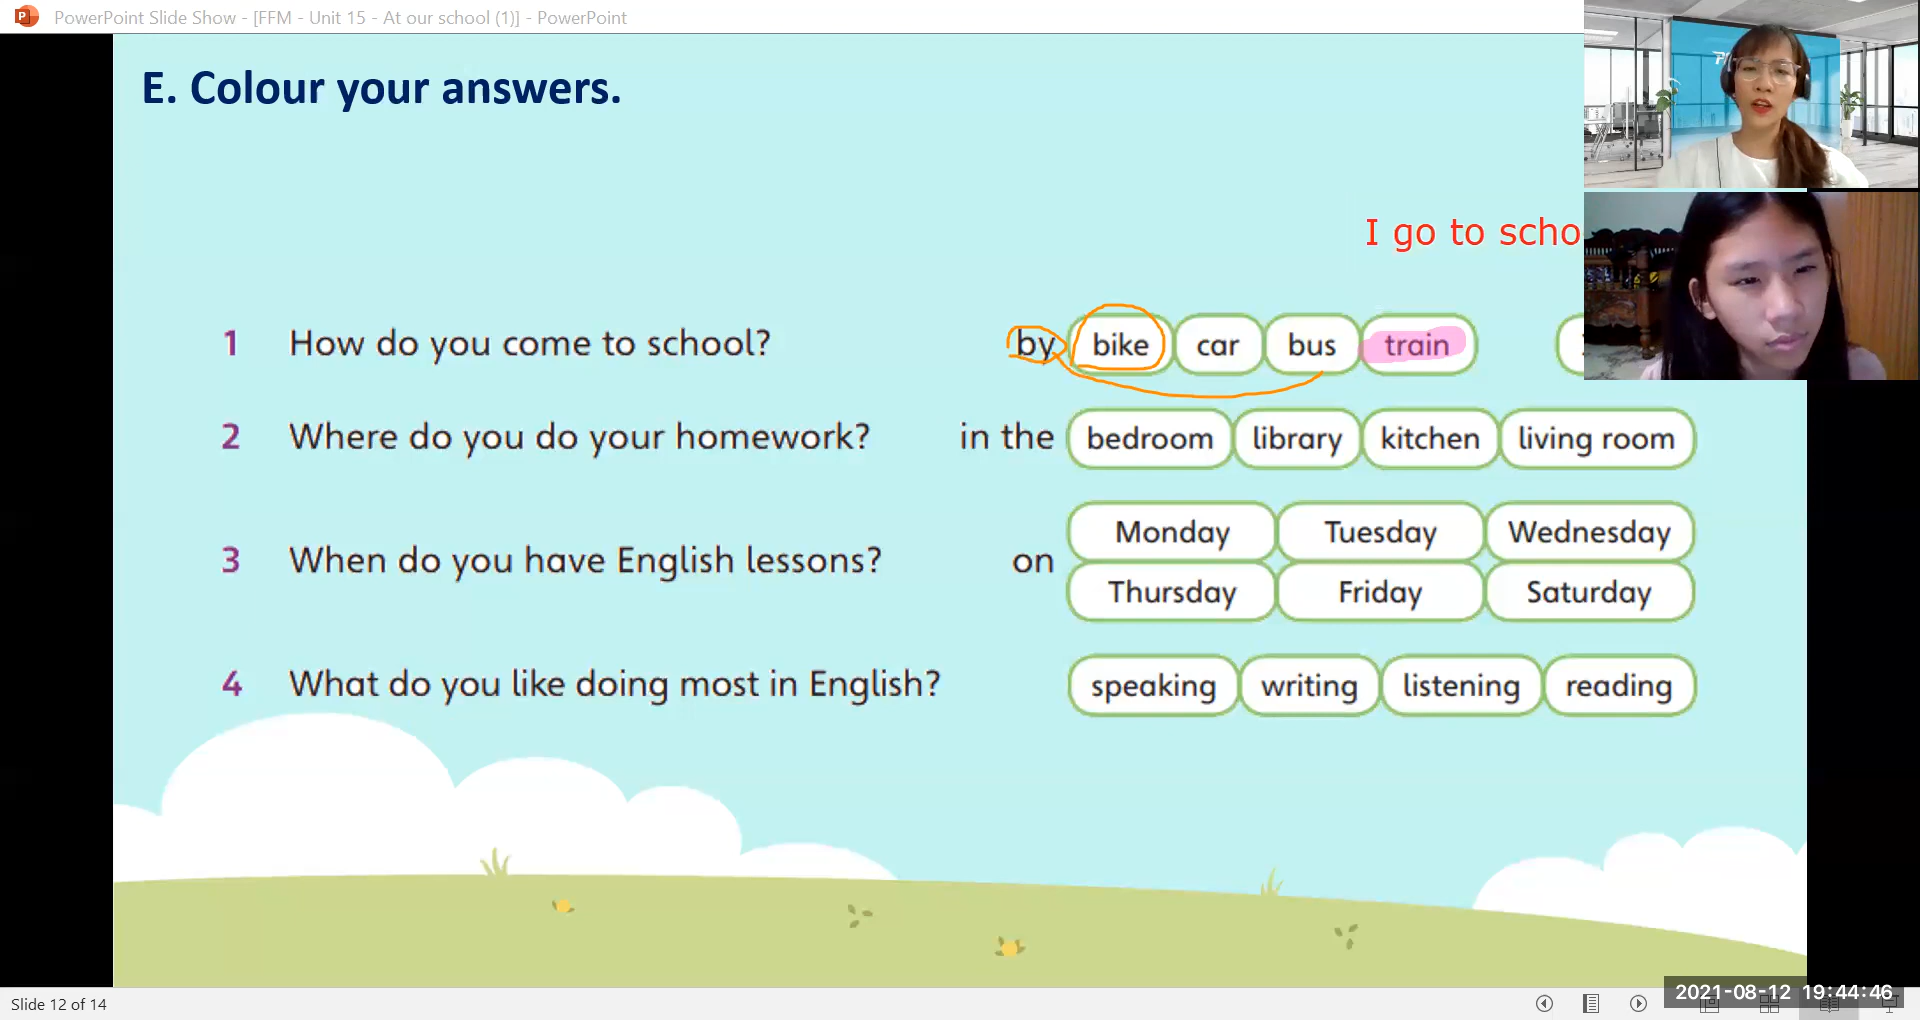 PowerPoint Slide Show - [FFM - Unit 15 - At our school (1)] - PowerPoint
E. Colour your answers.
I go to scho
1 How do you come to school? by bike car bus train
2 Where do you do your homework? in the bedroom library kitchen living room
3 When do you have English lessons? on Monday Tuesday Wednesday
Thursday Friday Saturday
4 What do you like doing most in English? speaking writing listening reading
Slide 12 of 14
2021-08-12 19:44:46